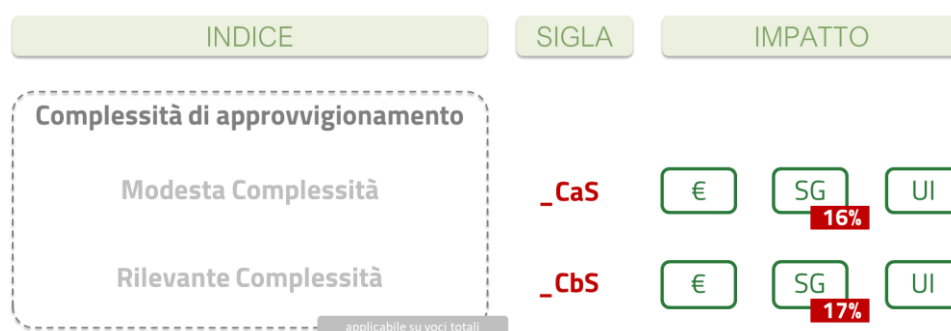 INDICE SIGLA IMPATTO
Complessità di approvvigionamento
Modesta Complessità _CaS € SG UI
16%
Rilevante Complessità _CbS € SG UI
17%
applicabile su voci totali